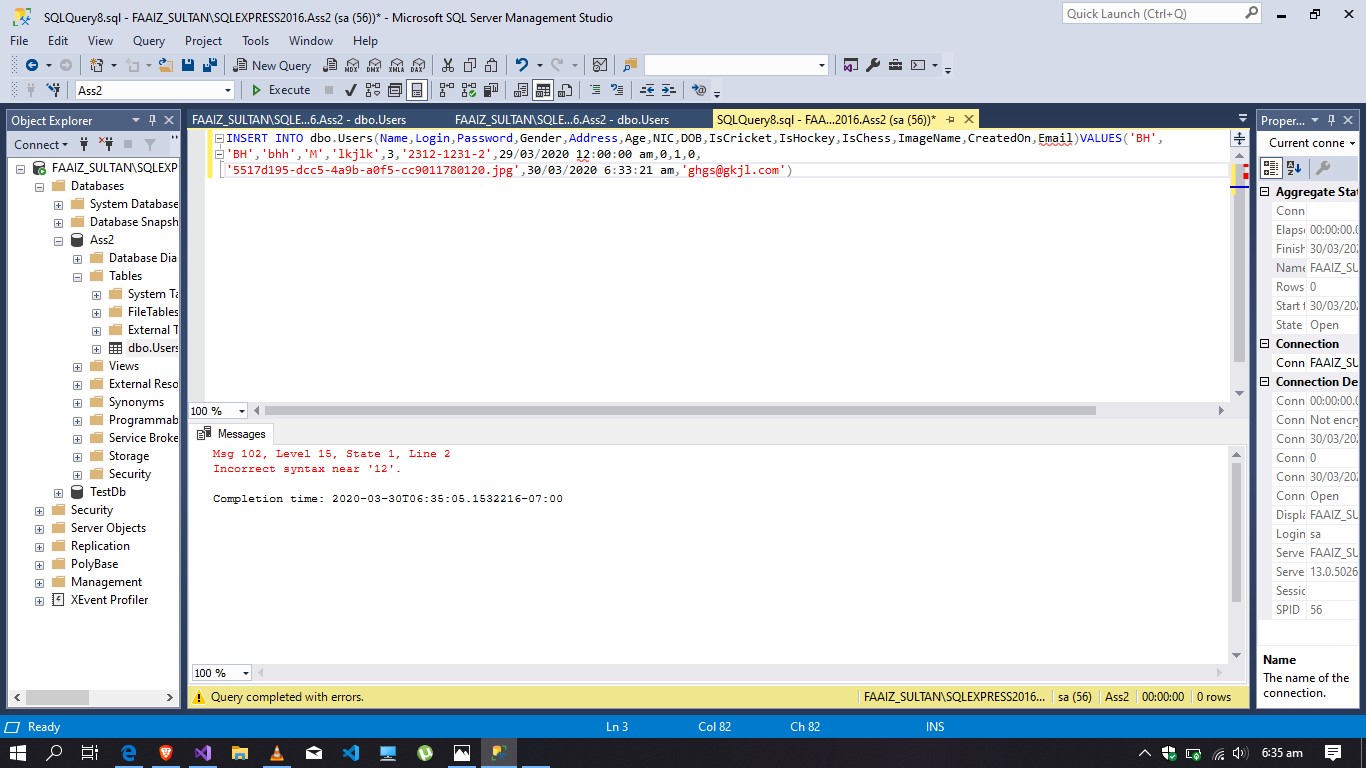 SQLQuery8.sql - FAAIZ_SULTAN\SQLEXPRESS2016.Ass2 (sa (56))* - Microsoft SQL Server Management Studio
Quick Launch (Ctrl+Q)
File Edit View Query Project Tools Window Help
New Query
MDX DMX XMLA DAX
Ass2
Execute
Object Explorer
FAAIZ_SULTAN\SQLE...6.Ass2 - dbo.Users
FAAIZ_SULTAN\SQLE...6.Ass2 - dbo.Users
SQLQuery8.sql - FAA...2016.Ass2 (sa (56))*
Proper...
Connect
FAAIZ_SULTAN\SQLEXP
Databases
System Database
Database Snapsh
Ass2
Database Dia
Tables
System Ta
FileTables
External T
dbo.Users
Views
External Reso
Synonyms
Programmab
Service Broke
Storage
Security
TestDb
Security
Server Objects
Replication
PolyBase
Management
XEvent Profiler
INSERT INTO dbo.Users(Name,Login,Password,Gender,Address,Age,NIC,DOB,IsCricket,IsHockey,IsChess,ImageName,CreatedOn,Email)VALUES('BH',
'BH','bhh','M','lkjlk',3,'2312-1231-2',29/03/2020 12:00:00 am,0,1,0,
'5517d195-dcc5-4a9b-a0f5-cc9011780120.jpg',30/03/2020 6:33:21 am,'ghgs@gkjl.com')
100 %
Messages
Msg 102, Level 15, State 1, Line 2
Incorrect syntax near '12'.
Completion time: 2020-03-30T06:35:05.1532216-07:00
100 %
Query completed with errors.
FAAIZ_SULTAN\SQLEXPRESS2016... sa (56) Ass2 00:00:00 0 rows
Current conne
Aggregate Stat
Conn
Elaps 00:00:00.0
Finish 30/03/202
Name FAAIZ_SU
Rows 0
Start t 30/03/202
State Open
Connection
Conn FAAIZ_SU
Connection De
Conn 00:00:00.0
Conn Not encry
Conn 30/03/202
Conn 0
Conn 30/03/202
Conn Open
Displa FAAIZ_SU
Login sa
Serve FAAIZ_SU
Serve 13.0.5026
Sessic
SPID 56
Name
The name of the
connection.
Ready
Ln 3 Col 82 Ch 82 INS
6:35 am